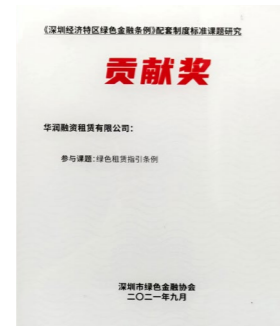 《深圳经济特区绿色金融条例》配套制度标准课题研究
贡献奖
华润融资租赁有限公司：
参与课题：绿色租赁指引条例
深圳市绿色金融协会
二〇二一年九月